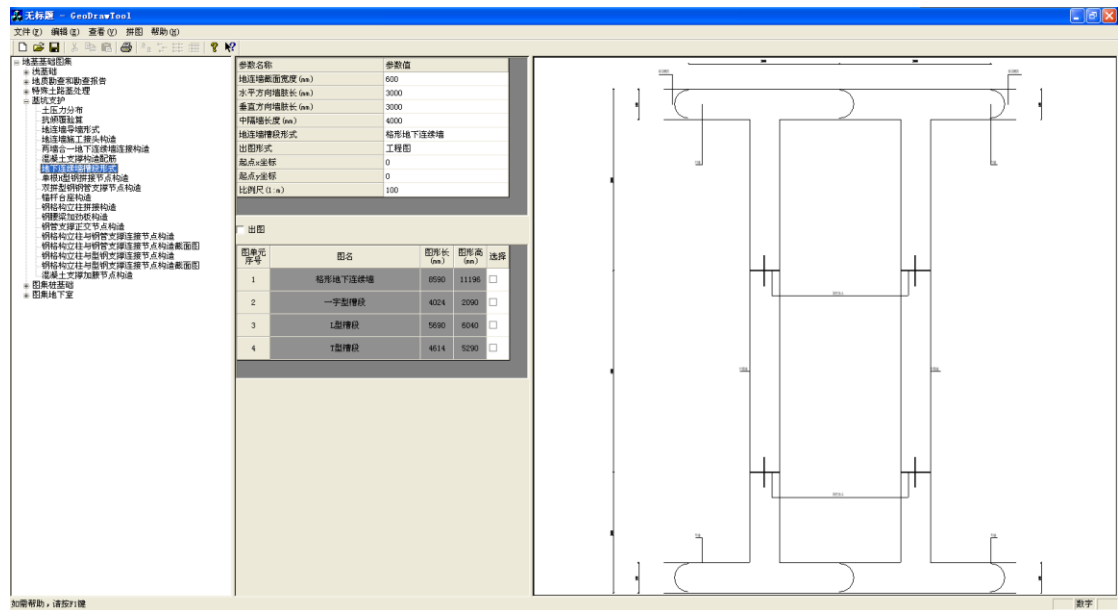 无标题 - GeoDrawTool
文件(F) 编辑(E) 查看(V) 拼图 帮助(H)
地基基础图集
浅基础
地质勘查和勘查报告
特殊土路基处理
基坑支护
土压力分布
抗倾覆验算
地连墙导墙形式
地连墙施工接头构造
两墙合一地下连续墙连接构造
混凝土支撑构造配筋
地下连续墙槽段形式
单根H型钢拼接节点构造
双拼型钢钢管支撑节点构造
锚杆台座构造
钢格构立柱拼接构造
钢腰梁加劲板构造
钢管支撑正交节点构造
钢格构立柱与钢管支撑连接节点构造
钢格构立柱与钢管支撑连接节点构造截面图
钢格构立柱与型钢支撑连接节点构造
钢格构立柱与型钢支撑连接节点构造截面图
混凝土支撑加腋节点构造
图集桩基础
图集地下室
参数名称 参数值
地连墙截面宽度(mm) 600
水平方向墙肢长(mm) 3000
垂直方向墙肢长(mm) 3000
中隔墙长度(mm) 4000
地连墙槽段形式 格形地下连续墙
出图形式 工程图
起点x坐标 0
起点y坐标 0
比例尺(1:m) 100
出图
图单元序号 图名 图形长(mm) 图形高(mm) 选择
1 格形地下连续墙 8590 11196
2 一字型槽段 4024 2090
3 L型槽段 5690 6040
4 T型槽段 4614 5290
如需帮助，请按F1键
数字